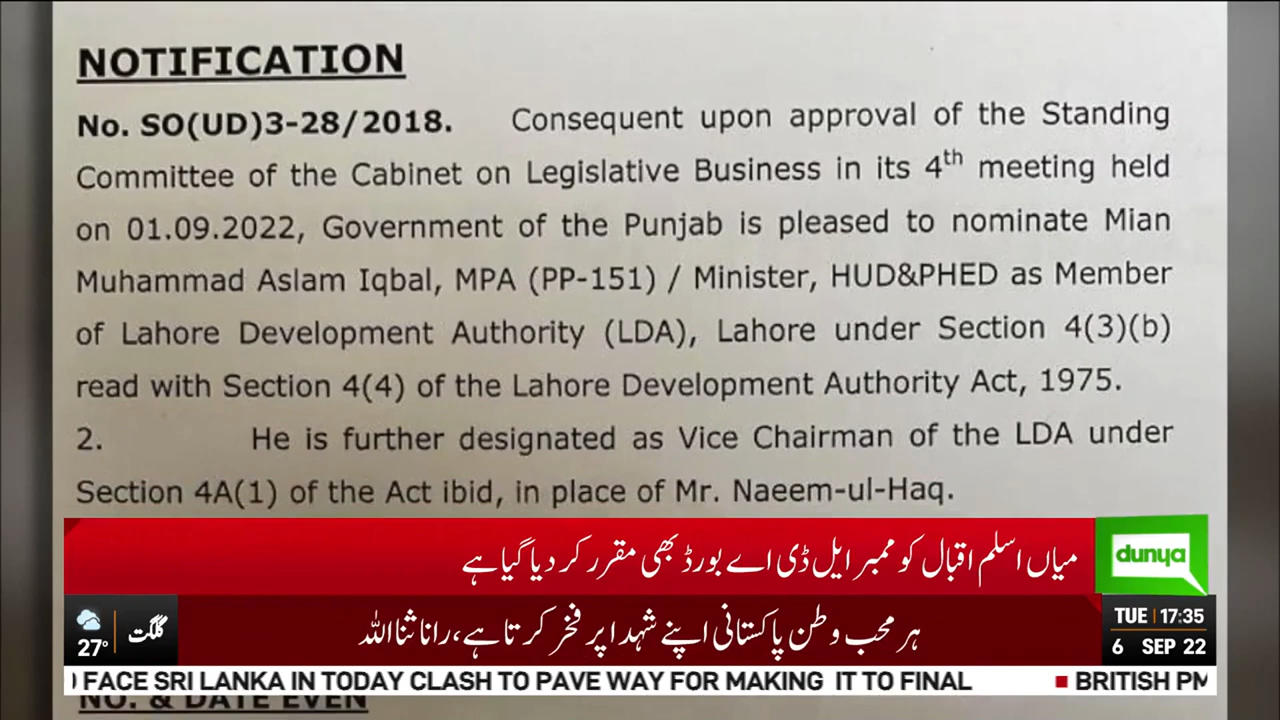 NOTIFICATION
No. SO(UD)3-28/2018. Consequent upon approval of the Standing
Committee of the Cabinet on Legislative Business in its 4th meeting held
on 01.09.2022, Government of the Punjab is pleased to nominate Mian
Muhammad Aslam Iqbal, MPA (PP-151) / Minister, HUD&PHED as Member
of Lahore Development Authority (LDA), Lahore under Section 4(3)(b)
read with Section 4(4) of the Lahore Development Authority Act, 1975.
2. He is further designated as Vice Chairman of the LDA under
Section 4A(1) of the Act ibid, in place of Mr. Naeem-ul-Haq.
میاں اسلم اقبال کو ممبر ایل ڈی اے بورڈ بھی مقرر کر دیا گیا ہے
dunya
ہر محب وطن پاکستانی اپنے شہدا پر فخر کرتا ہے، رانا ثنااللہ
گلگت
27°
TUE 17:35
6 SEP 22
FACE SRI LANKA IN TODAY CLASH TO PAVE WAY FOR MAKING IT TO FINAL
BRITISH PM
NO. & DATE EVEN